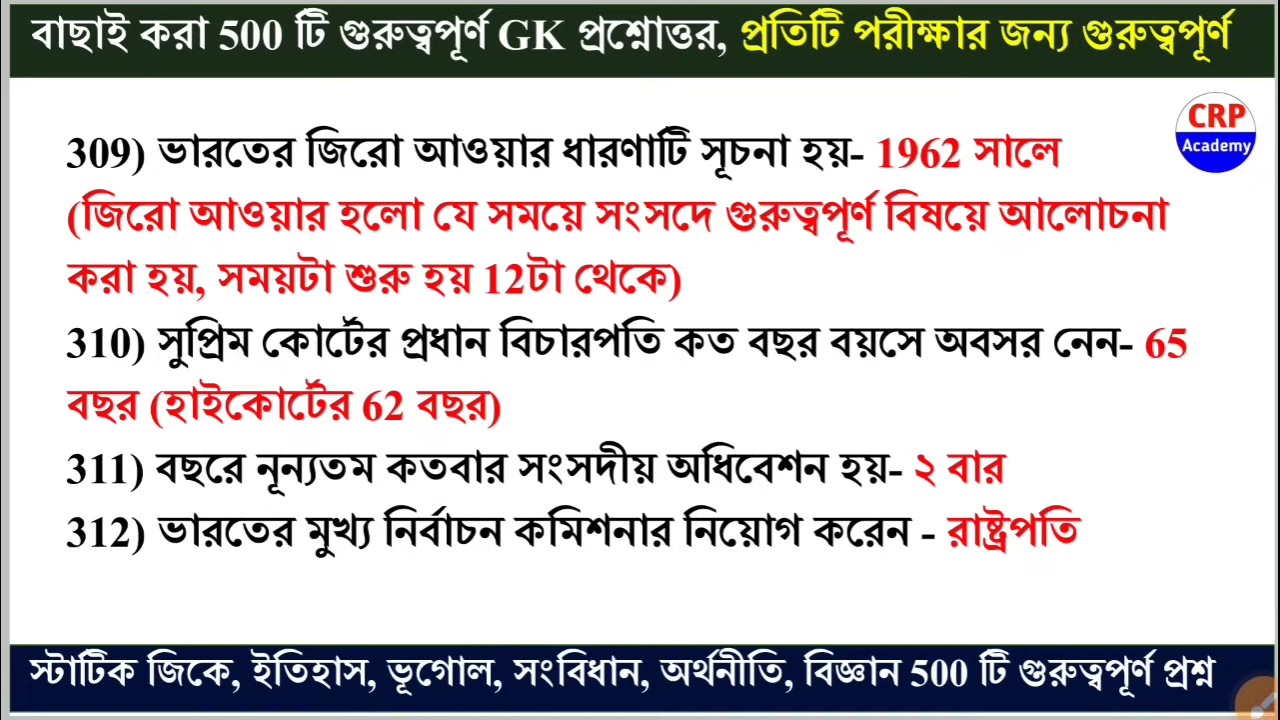 বাছাই করা 500 টি গুরুত্বপূর্ণ GK প্রশ্নোত্তর, প্রতিটি পরীক্ষার জন্য গুরুত্বপূর্ণ
CRP
Academy
309) ভারতের জিরো আওয়ার ধারণাটি সূচনা হয়- 1962 সালে
(জিরো আওয়ার হলো যে সময়ে সংসদে গুরুত্বপূর্ণ বিষয়ে আলোচনা
করা হয়, সময়টা শুরু হয় 12টা থেকে)
310) সুপ্রিম কোর্টের প্রধান বিচারপতি কত বছর বয়সে অবসর নেন- 65
বছর (হাইকোর্টের 62 বছর)
311) বছরে নূন্যতম কতবার সংসদীয় অধিবেশন হয়- ২ বার
312) ভারতের মুখ্য নির্বাচন কমিশনার নিয়োগ করেন - রাষ্ট্রপতি
স্টাটিক জিকে, ইতিহাস, ভূগোল, সংবিধান, অর্থনীতি, বিজ্ঞান 500 টি গুরুত্বপূর্ণ প্রশ্ন